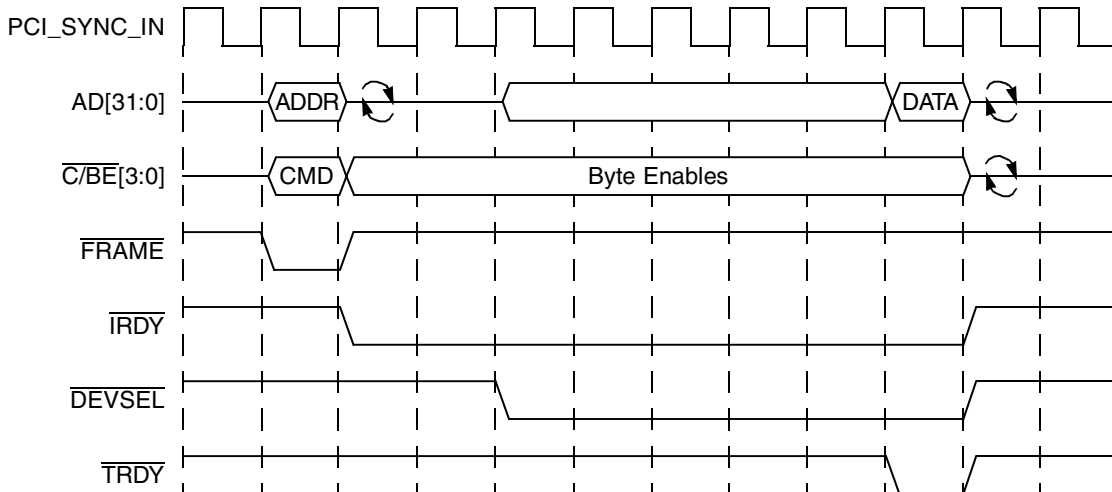 PCI_SYNC_IN
AD[31:0] ADDR DATA
C/BE[3:0] CMD Byte Enables
FRAME
IRDY
DEVSEL
TRDY